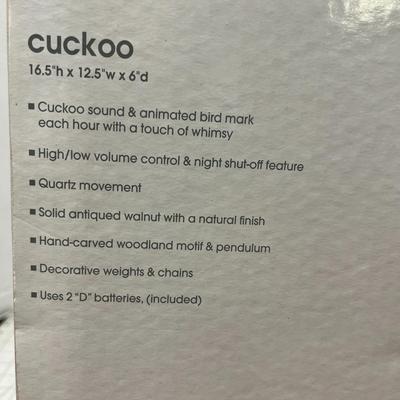 cuckoo
16.5"h x 12.5"w x 6"d
■ Cuckoo sound & animated bird mark
each hour with a touch of whimsy
■ High/low volume control & night shut-off feature
■ Quartz movement
■ Solid antiqued walnut with a natural finish
■ Hand-carved woodland motif & pendulum
■ Decorative weights & chains
■ Uses 2 "D" batteries, (included)